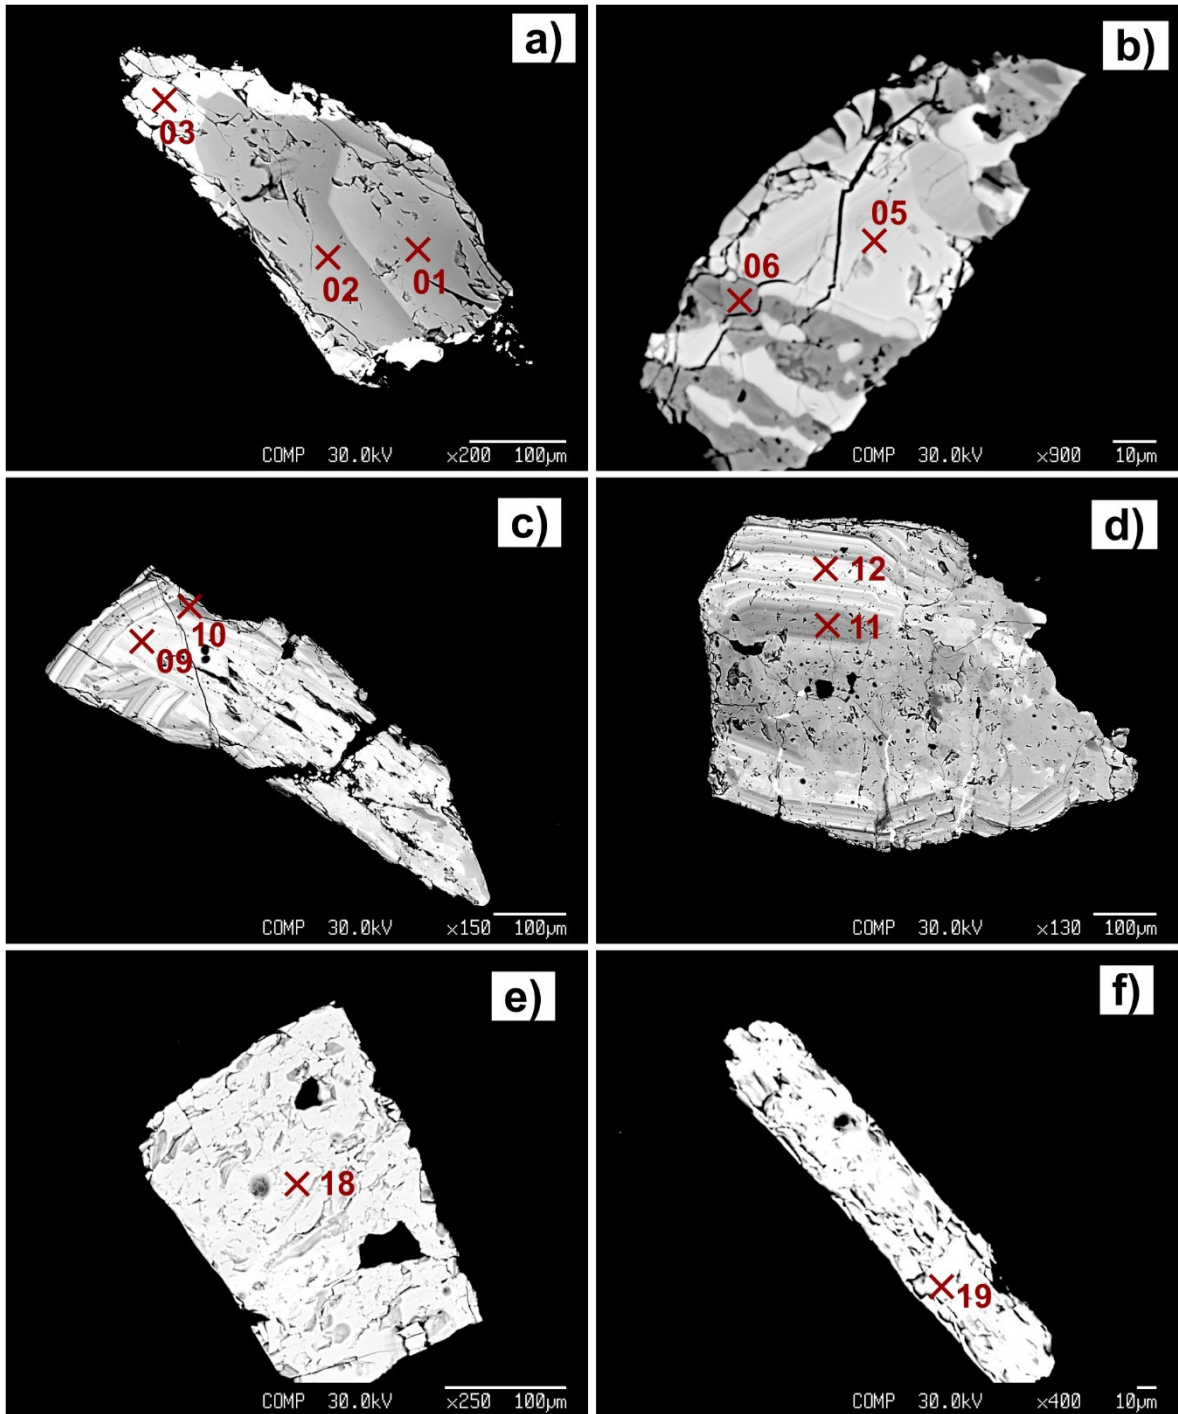 a)
03
02
01
COMP 30.0kV ×200 100µm
b)
05
06
COMP 30.0kV ×900 10µm
c)
10
09
COMP 30.0kV ×150 100µm
d)
12
11
COMP 30.0kV ×130 100µm
e)
18
COMP 30.0kV ×250 100µm
f)
19
COMP 30.0kV ×400 10µm